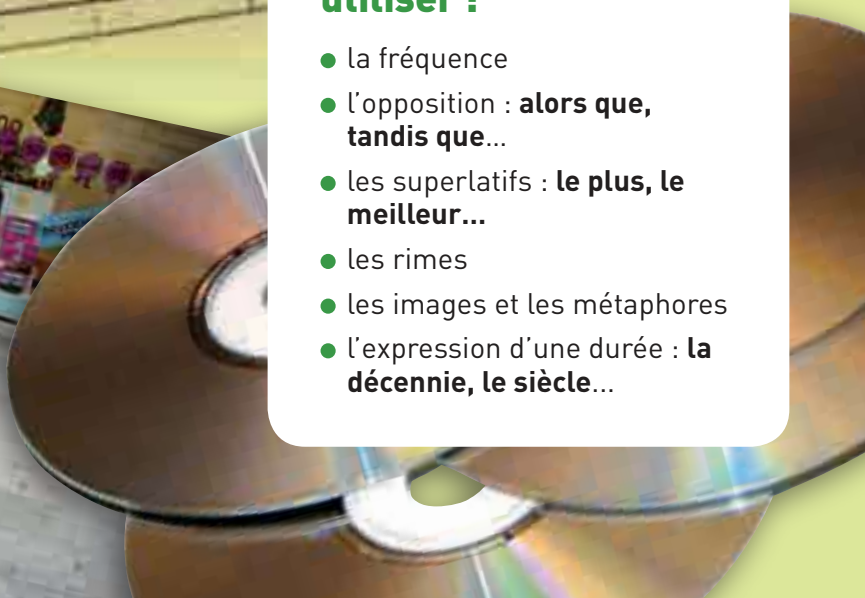 utiliser ?
● la fréquence
● l'opposition : alors que,
tandis que...
● les superlatifs : le plus, le
meilleur...
● les rimes
● les images et les métaphores
● l'expression d'une durée : la
décennie, le siècle...